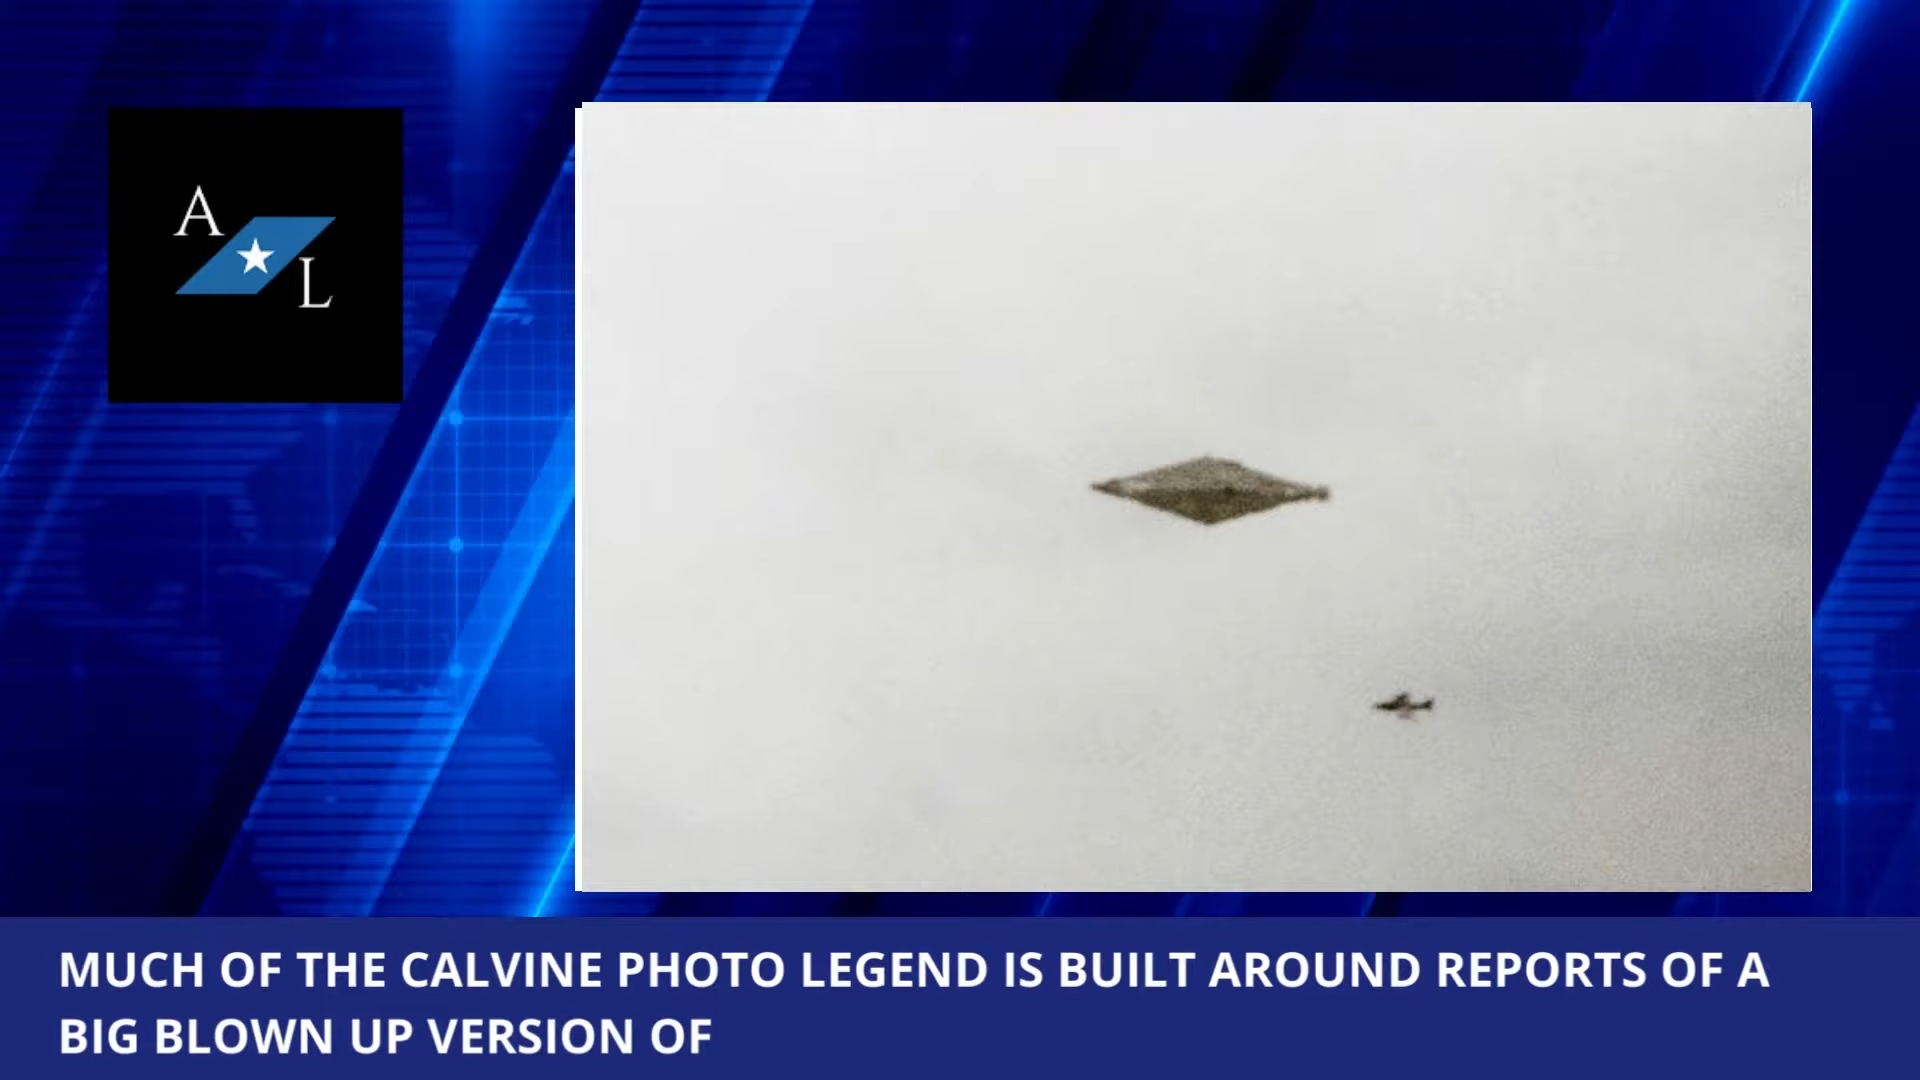 A
L
MUCH OF THE CALVINE PHOTO LEGEND IS BUILT AROUND REPORTS OF A
BIG BLOWN UP VERSION OF